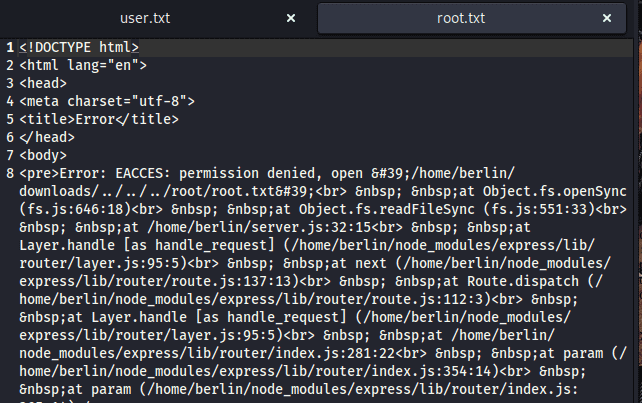 user.txt × root.txt ×
1 <!DOCTYPE html>
2 <html lang="en">
3 <head>
4 <meta charset="utf-8">
5 <title>Error</title>
6 </head>
7 <body>
8 <pre>Error: EACCES: permission denied, open &#39;/home/berlin/
downloads/../../../root/root.txt&#39;<br> &nbsp; &nbsp;at Object.fs.openSync
(fs.js:646:18)<br> &nbsp; &nbsp;at Object.fs.readFileSync (fs.js:551:33)<br>
&nbsp; &nbsp;at /home/berlin/server.js:32:15<br> &nbsp; &nbsp;at
Layer.handle [as handle_request] (/home/berlin/node_modules/express/lib/
router/layer.js:95:5)<br> &nbsp; &nbsp;at next (/home/berlin/node_modules/
express/lib/router/route.js:137:13)<br> &nbsp; &nbsp;at Route.dispatch (/
home/berlin/node_modules/express/lib/router/route.js:112:3)<br> &nbsp;
&nbsp;at Layer.handle [as handle_request] (/home/berlin/node_modules/
express/lib/router/layer.js:95:5)<br> &nbsp; &nbsp;at /home/berlin/
node_modules/express/lib/router/index.js:281:22<br> &nbsp; &nbsp;at param (/
home/berlin/node_modules/express/lib/router/index.js:354:14)<br> &nbsp;
&nbsp;at param (/home/berlin/node_modules/express/lib/router/index.js: